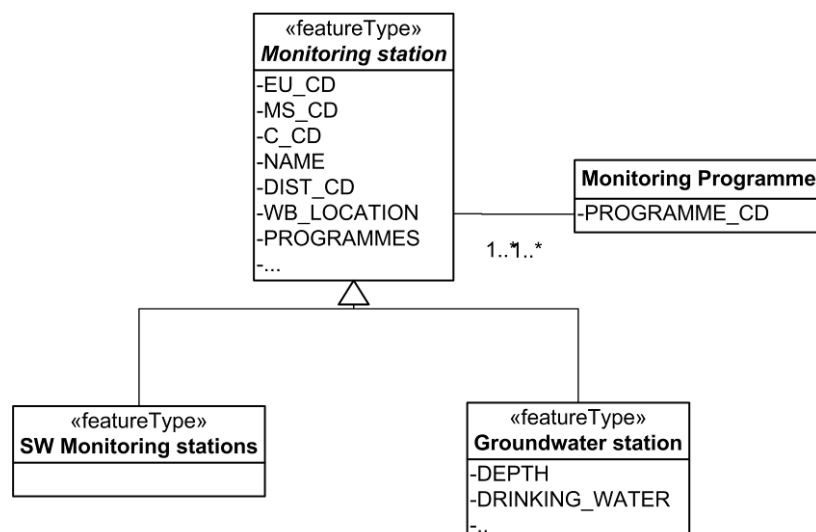 «featureType»
Monitoring station
-EU_CD
-MS_CD
-C_CD
-NAME
-DIST_CD
-WB_LOCATION
-PROGRAMMES
-...
Monitoring Programme
-PROGRAMME_CD
1..*1..*
«featureType»
SW Monitoring stations
«featureType»
Groundwater station
-DEPTH
-DRINKING_WATER
-..